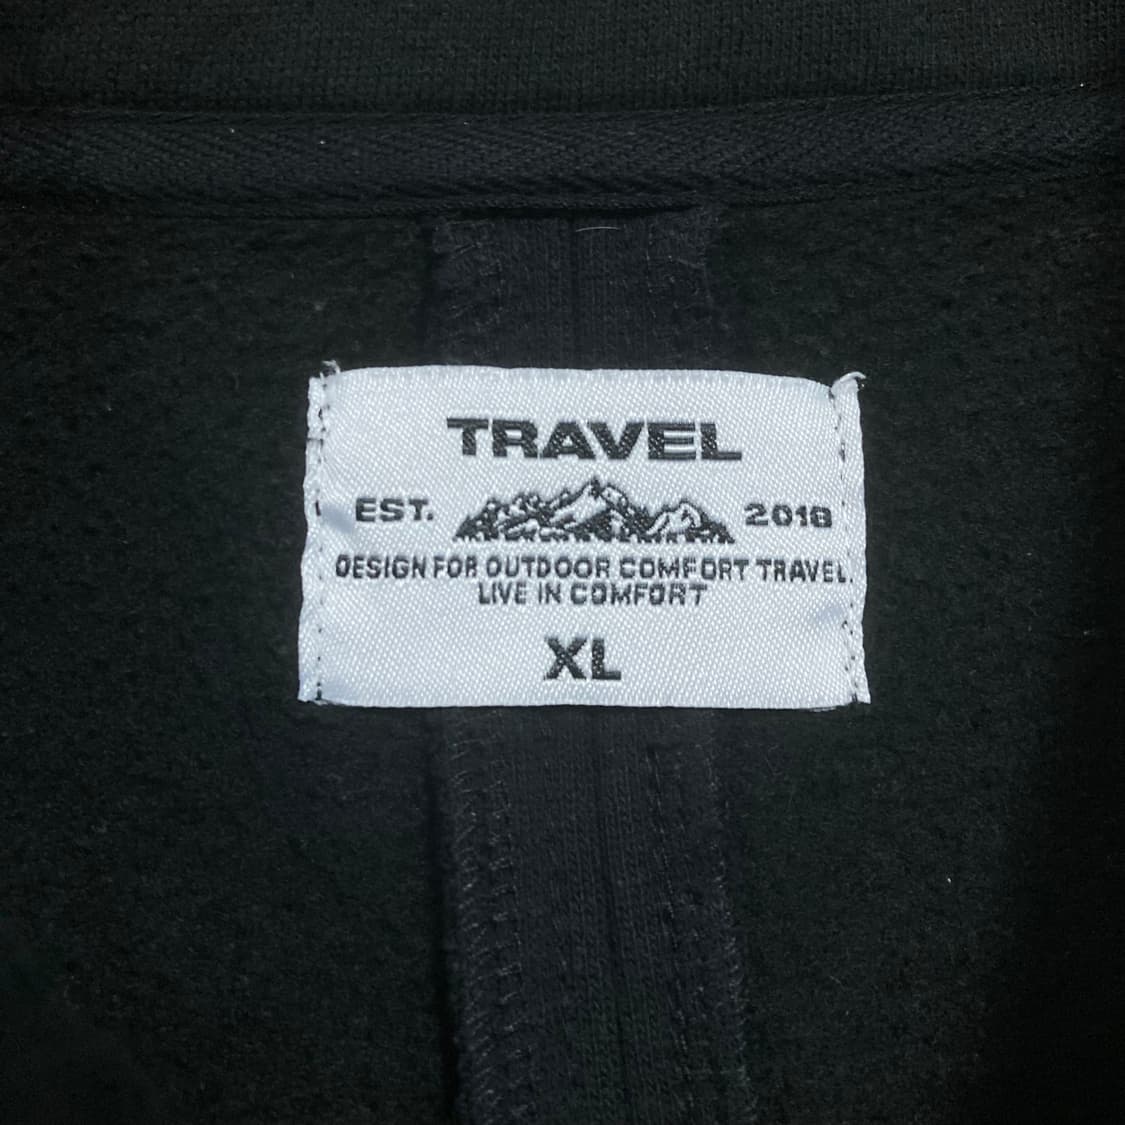 TRAVEL
EST. 2018
DESIGN FOR OUTDOOR COMFORT TRAVEL.
LIVE IN COMFORT
XL